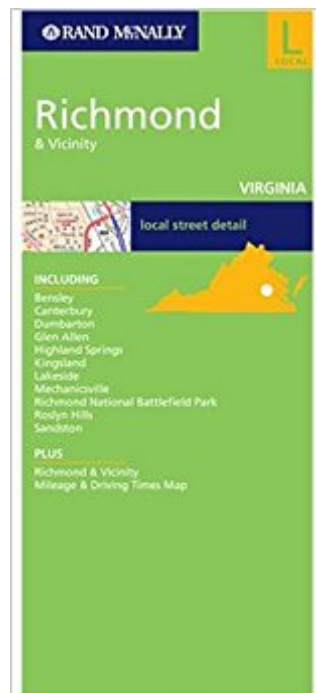 RAND MCNALLY
L
LOCAL
Richmond
& Vicinity
VIRGINIA
local street detail
INCLUDING
Bensley
Canterbury
Dumbarton
Glen Allen
Highland Springs
Kingsland
Lakeside
Mechanicsville
Richmond National Battlefield Park
Roslyn Hills
Sandston
PLUS
Richmond & Vicinity
Mileage & Driving Times Map